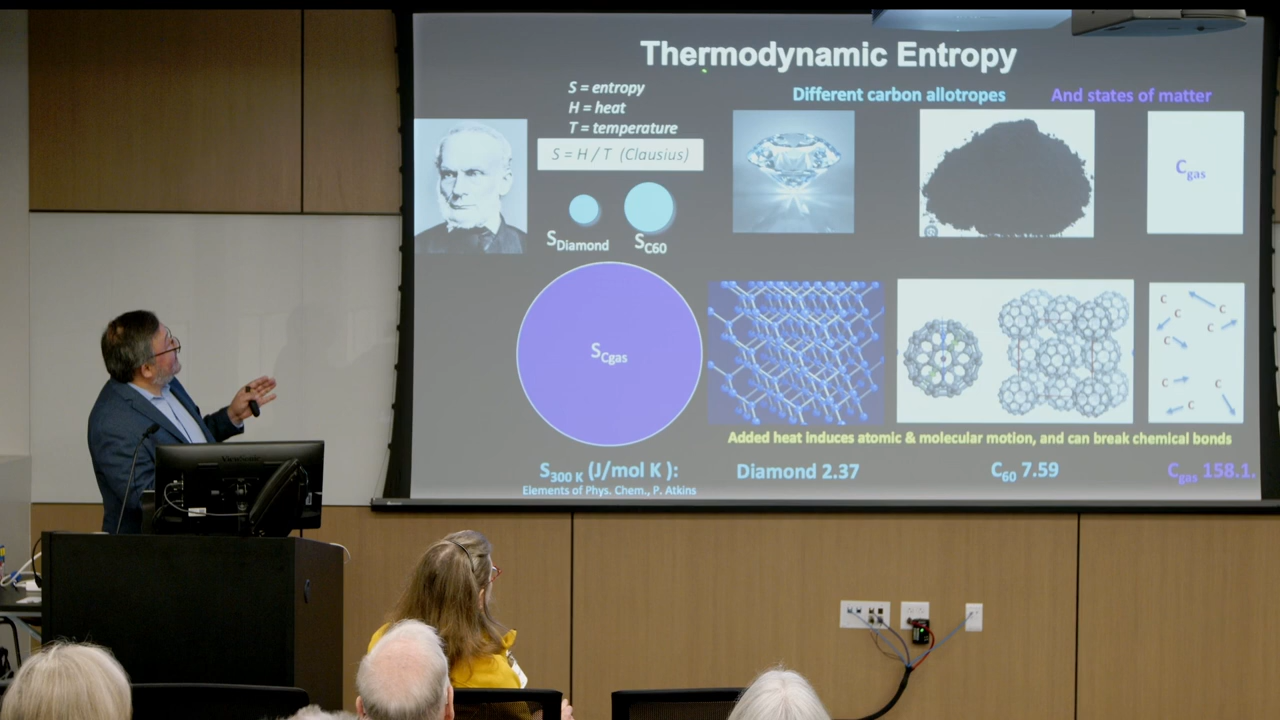 Thermodynamic Entropy
S = entropy
H = heat
T = temperature
S = H / T (Clausius)
Different carbon allotropes
And states of matter
Cgas
SDiamond
SC60
SCgas
C
C
C
C
C
C
C
C
Added heat induces atomic & molecular motion, and can break chemical bonds
S300 K (J/mol K ):
Elements of Phys. Chem., P. Atkins
Diamond 2.37
C60 7.59
Cgas 158.1.
ViewSonic